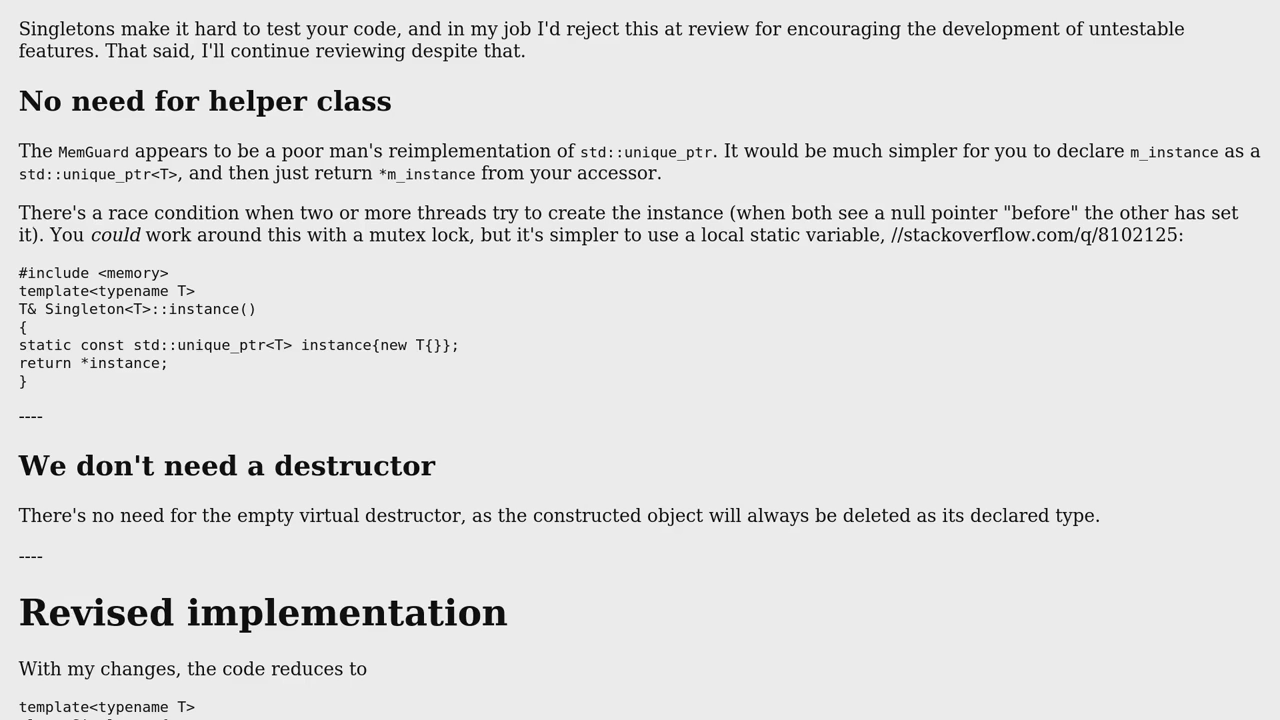 Singletons make it hard to test your code, and in my job I'd reject this at review for encouraging the development of untestable
features. That said, I'll continue reviewing despite that.
No need for helper class
The MemGuard appears to be a poor man's reimplementation of std::unique_ptr. It would be much simpler for you to declare m_instance as a
std::unique_ptr<T>, and then just return *m_instance from your accessor.
There's a race condition when two or more threads try to create the instance (when both see a null pointer "before" the other has set
it). You could work around this with a mutex lock, but it's simpler to use a local static variable, //stackoverflow.com/q/8102125:
#include <memory>
template<typename T>
T& Singleton<T>::instance()
{
static const std::unique_ptr<T> instance{new T{}};
return *instance;
}
----
We don't need a destructor
There's no need for the empty virtual destructor, as the constructed object will always be deleted as its declared type.
----
Revised implementation
With my changes, the code reduces to
template<typename T>